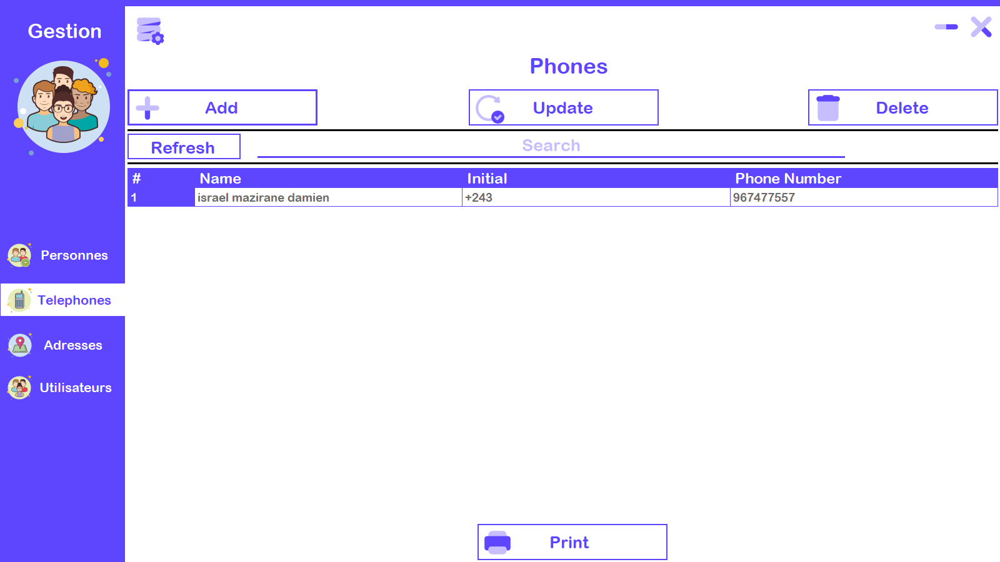 Gestion
Phones
Add
Update
Delete
Refresh
Search
# Name Initial Phone Number
1 israel mazirane damien +243 967477557
Personnes
Telephones
Adresses
Utilisateurs
Print